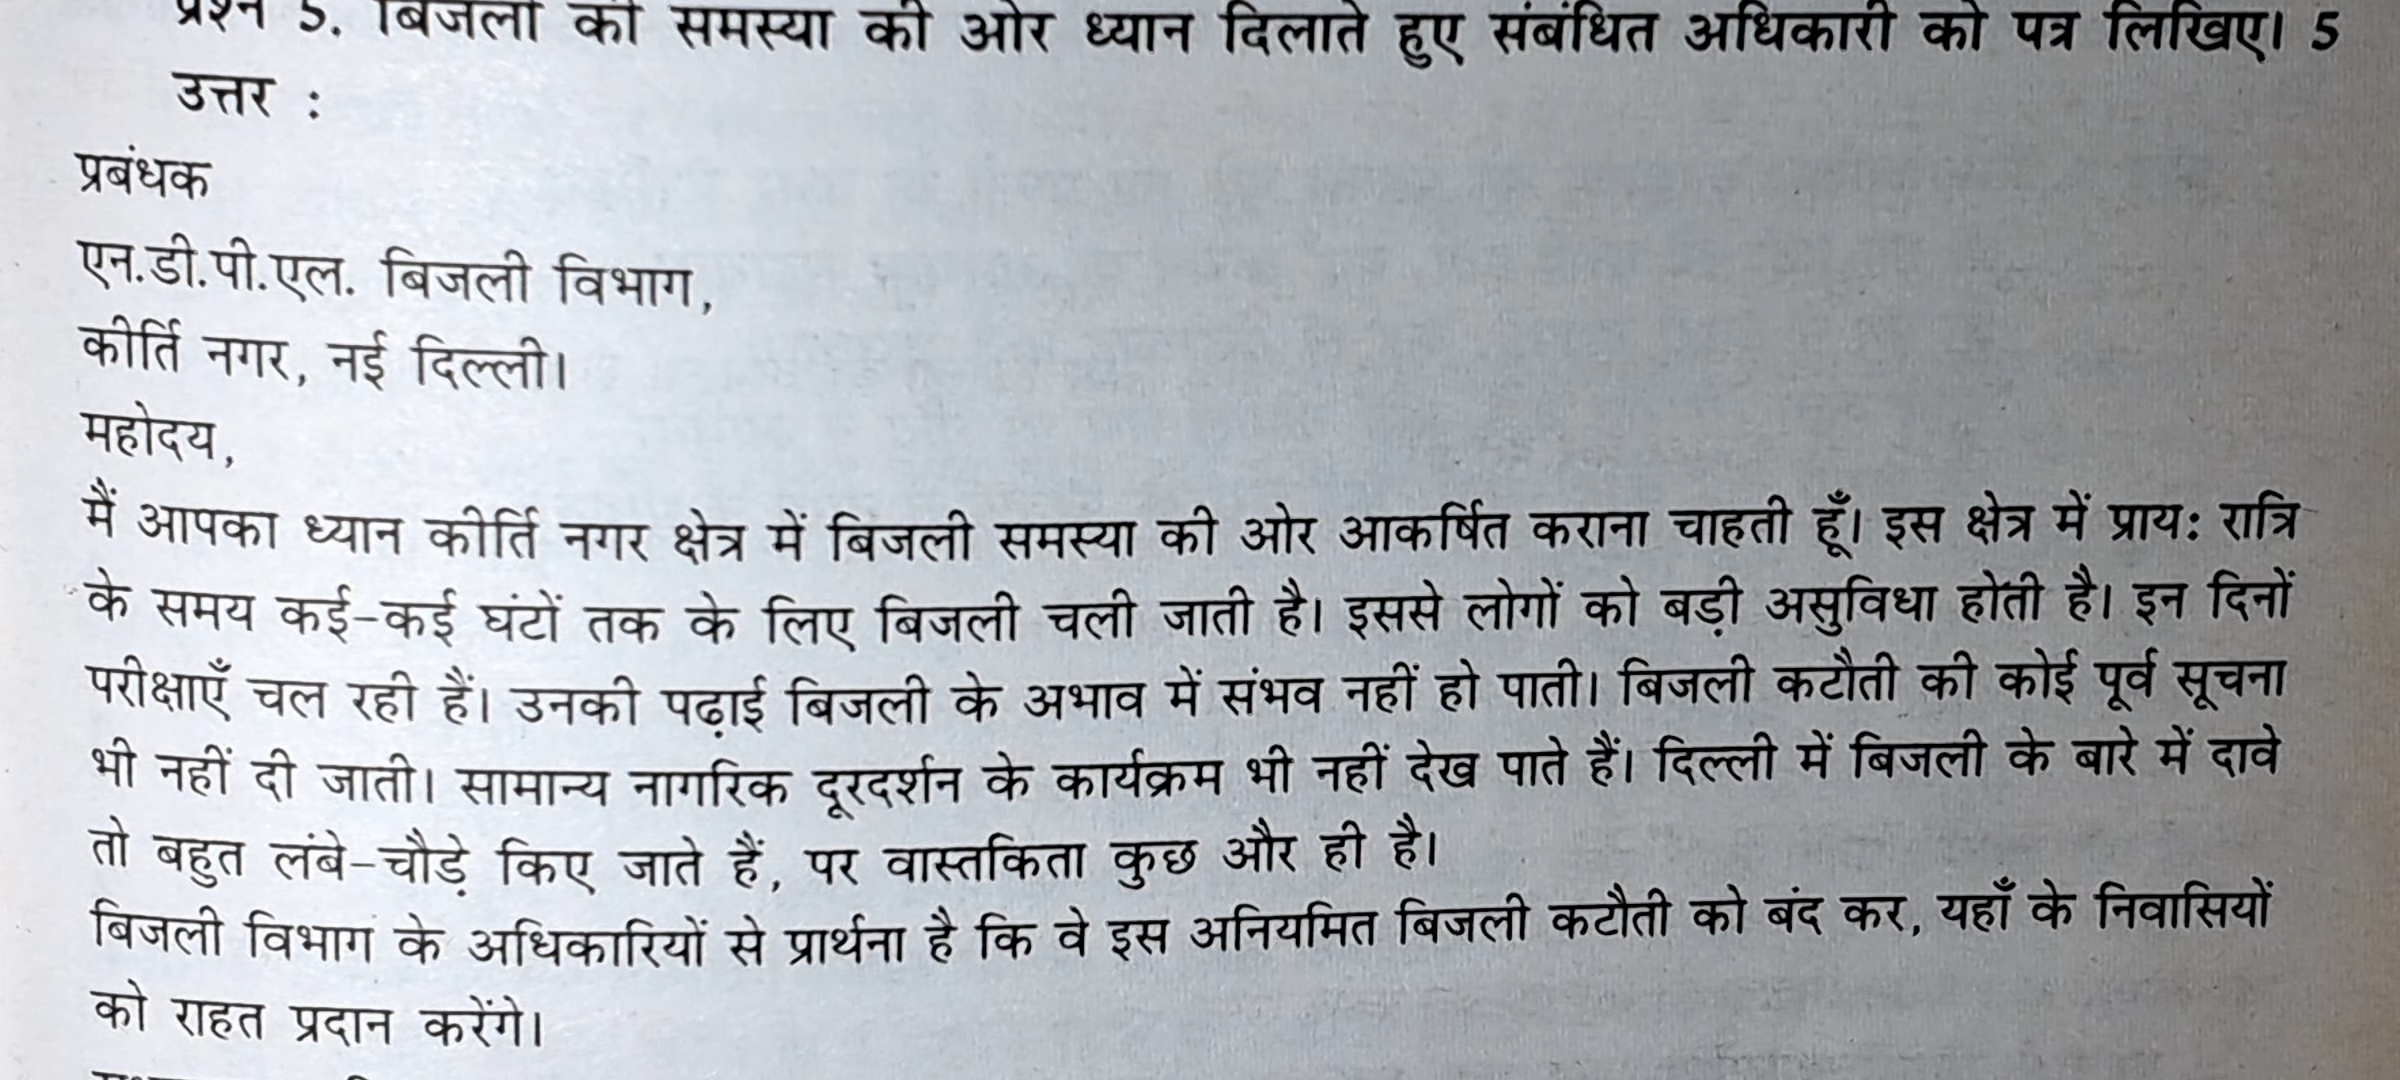 प्रश्न 5. बिजली की समस्या की ओर ध्यान दिलाते हुए संबंधित अधिकारी को पत्र लिखिए। 5
उत्तर :
प्रबंधक
एन.डी.पी.एल. बिजली विभाग,
कीर्ति नगर, नई दिल्ली।
महोदय,
मैं आपका ध्यान कीर्ति नगर क्षेत्र में बिजली समस्या की ओर आकर्षित कराना चाहती हूँ। इस क्षेत्र में प्राय: रात्रि
के समय कई-कई घंटों तक के लिए बिजली चली जाती है। इससे लोगों को बड़ी असुविधा होती है। इन दिनों
परीक्षाएँ चल रही हैं। उनकी पढ़ाई बिजली के अभाव में संभव नहीं हो पाती। बिजली कटौती की कोई पूर्व सूचना
भी नहीं दी जाती। सामान्य नागरिक दूरदर्शन के कार्यक्रम भी नहीं देख पाते हैं। दिल्ली में बिजली के बारे में दावे
तो बहुत लंबे-चौड़े किए जाते हैं, पर वास्तकिता कुछ और ही है।
बिजली विभाग के अधिकारियों से प्रार्थना है कि वे इस अनियमित बिजली कटौती को बंद कर, यहाँ के निवासियों
को राहत प्रदान करेंगे।